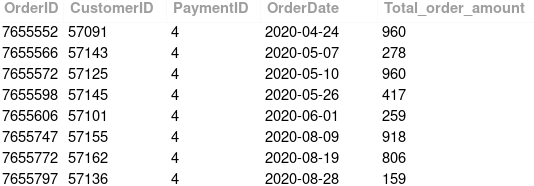 OrderID CustomerID PaymentID OrderDate Total_order_amount
7655552 57091 4 2020-04-24 960
7655566 57143 4 2020-05-07 278
7655572 57125 4 2020-05-10 960
7655598 57145 4 2020-05-26 417
7655606 57101 4 2020-06-01 259
7655747 57155 4 2020-08-09 918
7655772 57162 4 2020-08-19 806
7655797 57136 4 2020-08-28 159